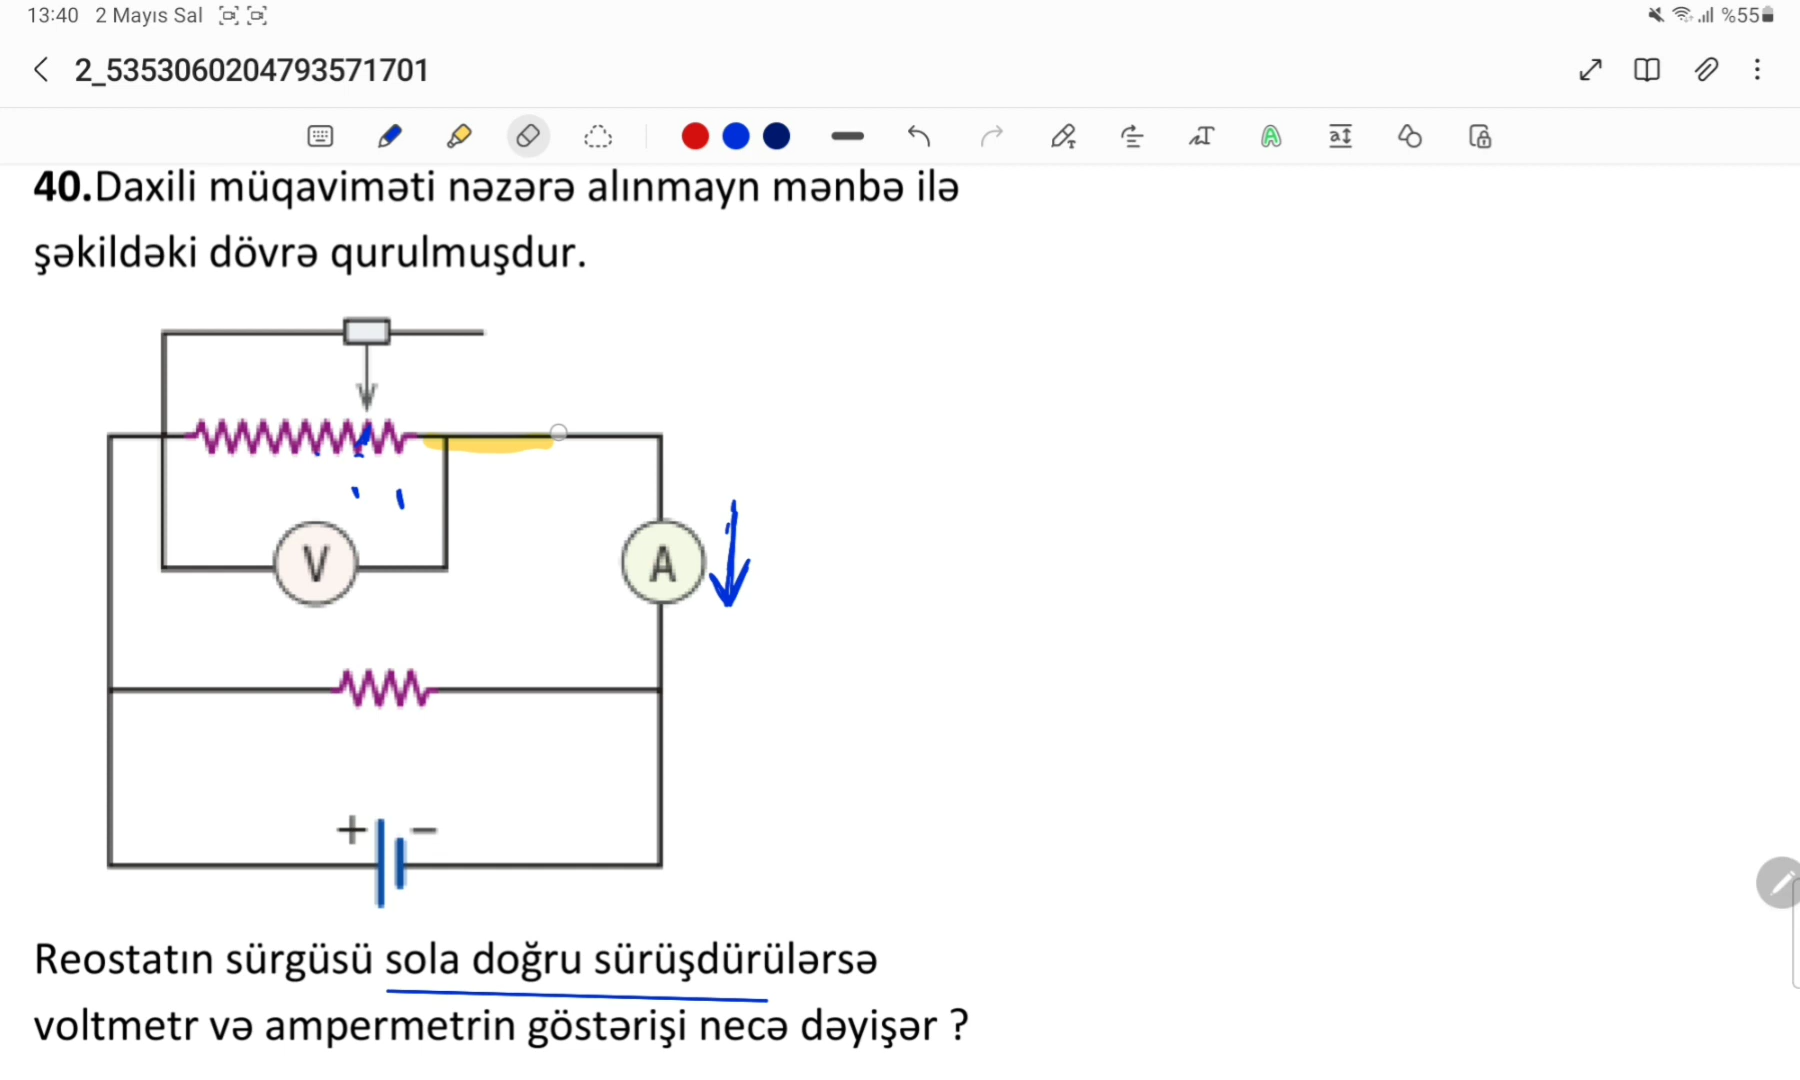 13:40 2 Mayıs Sal %55
2_5353060204793571701
40.Daxili müqaviməti nəzərə alınmayn mənbə ilə
şəkildəki dövrə qurulmuşdur.
V
A
+ −
Reostatın sürgüsü sola doğru sürüşdürülərsə
voltmetr və ampermetrin göstərişi necə dəyişər ?